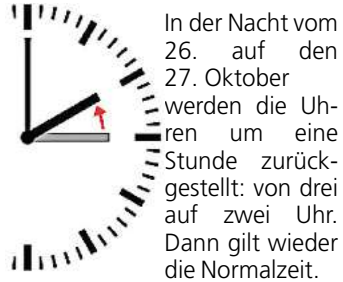 In der Nacht vom
26. auf den
27. Oktober
werden die Uh-
ren um eine
Stunde zurück-
gestellt: von drei
auf zwei Uhr.
Dann gilt wieder
die Normalzeit.